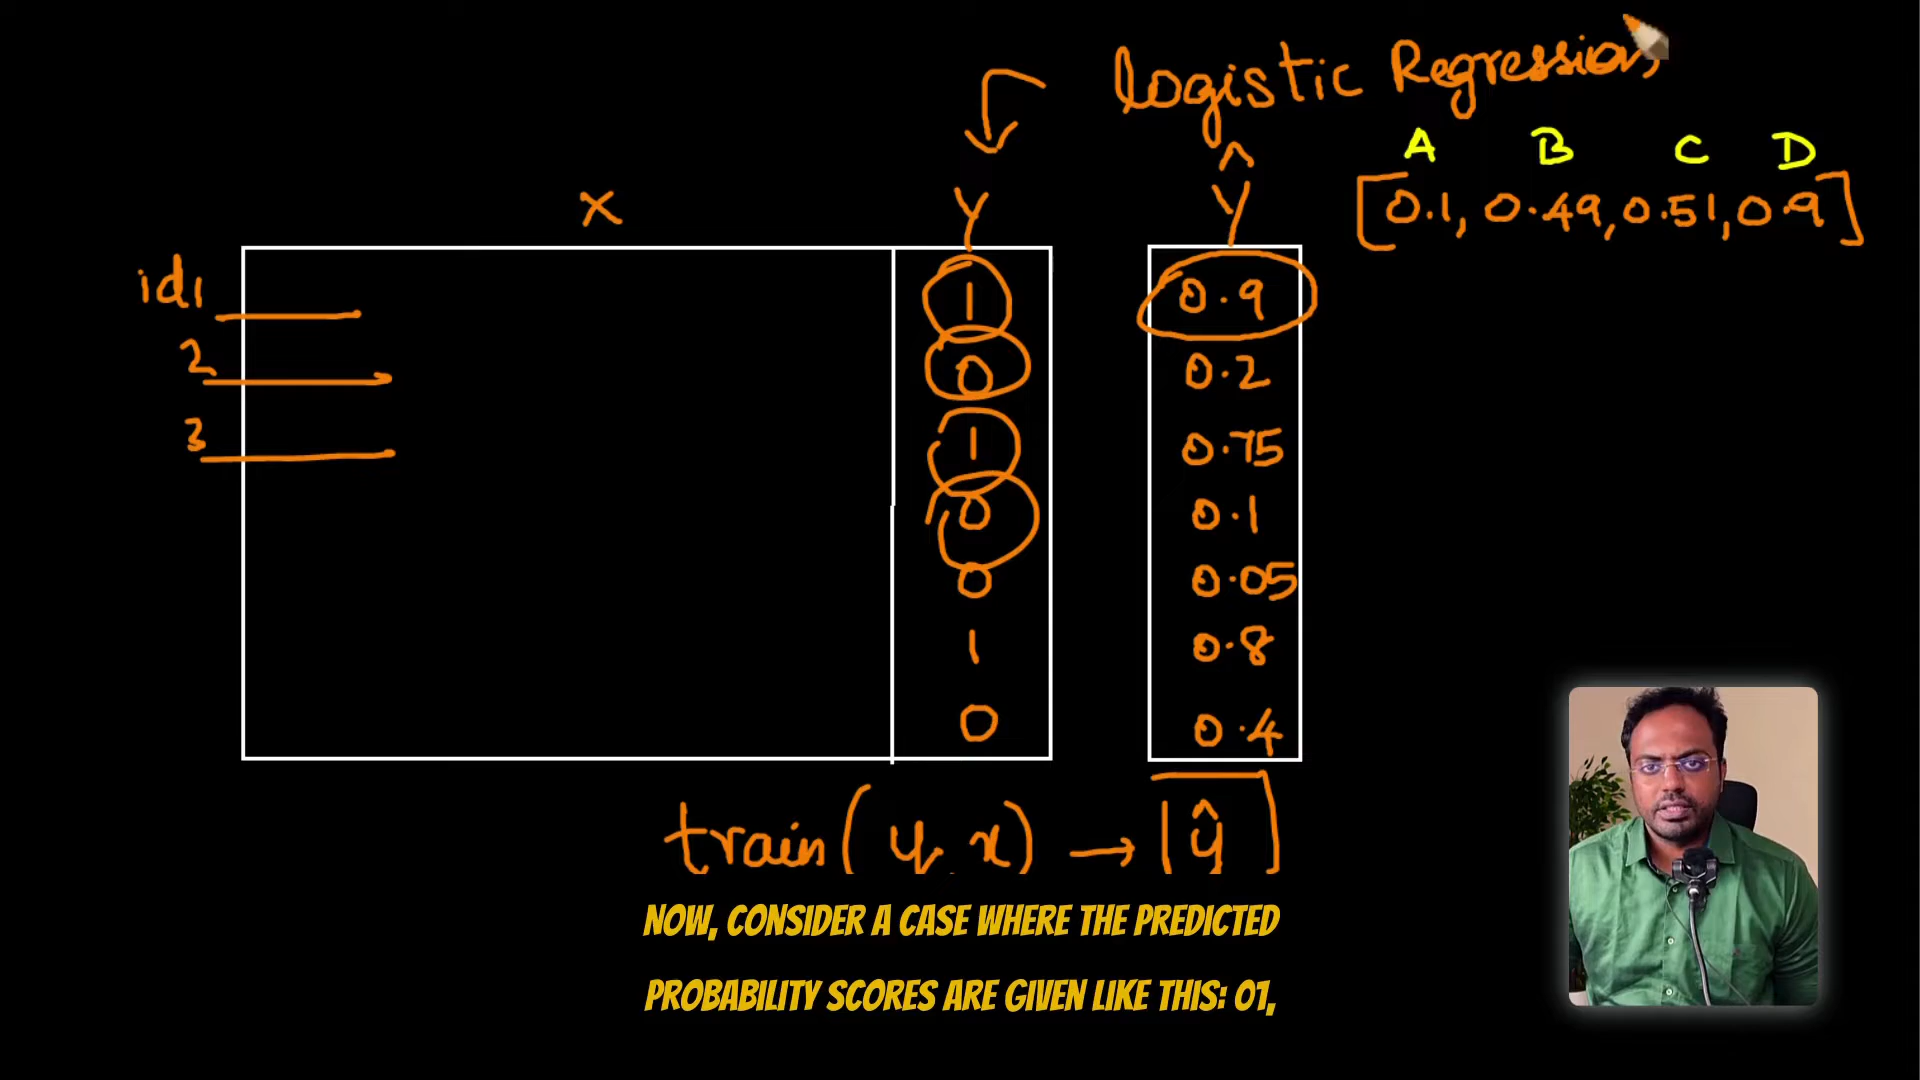 logistic Regression,
A B C D
[0.1, 0.49, 0.51, 0.9]
X Y Ŷ
id1 1 0.9
2 0 0.2
3 1 0.75
0 0.1
0 0.05
1 0.8
0 0.4
train(y, x) → [ŷ]
NOW, CONSIDER A CASE WHERE THE PREDICTED
PROBABILITY SCORES ARE GIVEN LIKE THIS: 01,